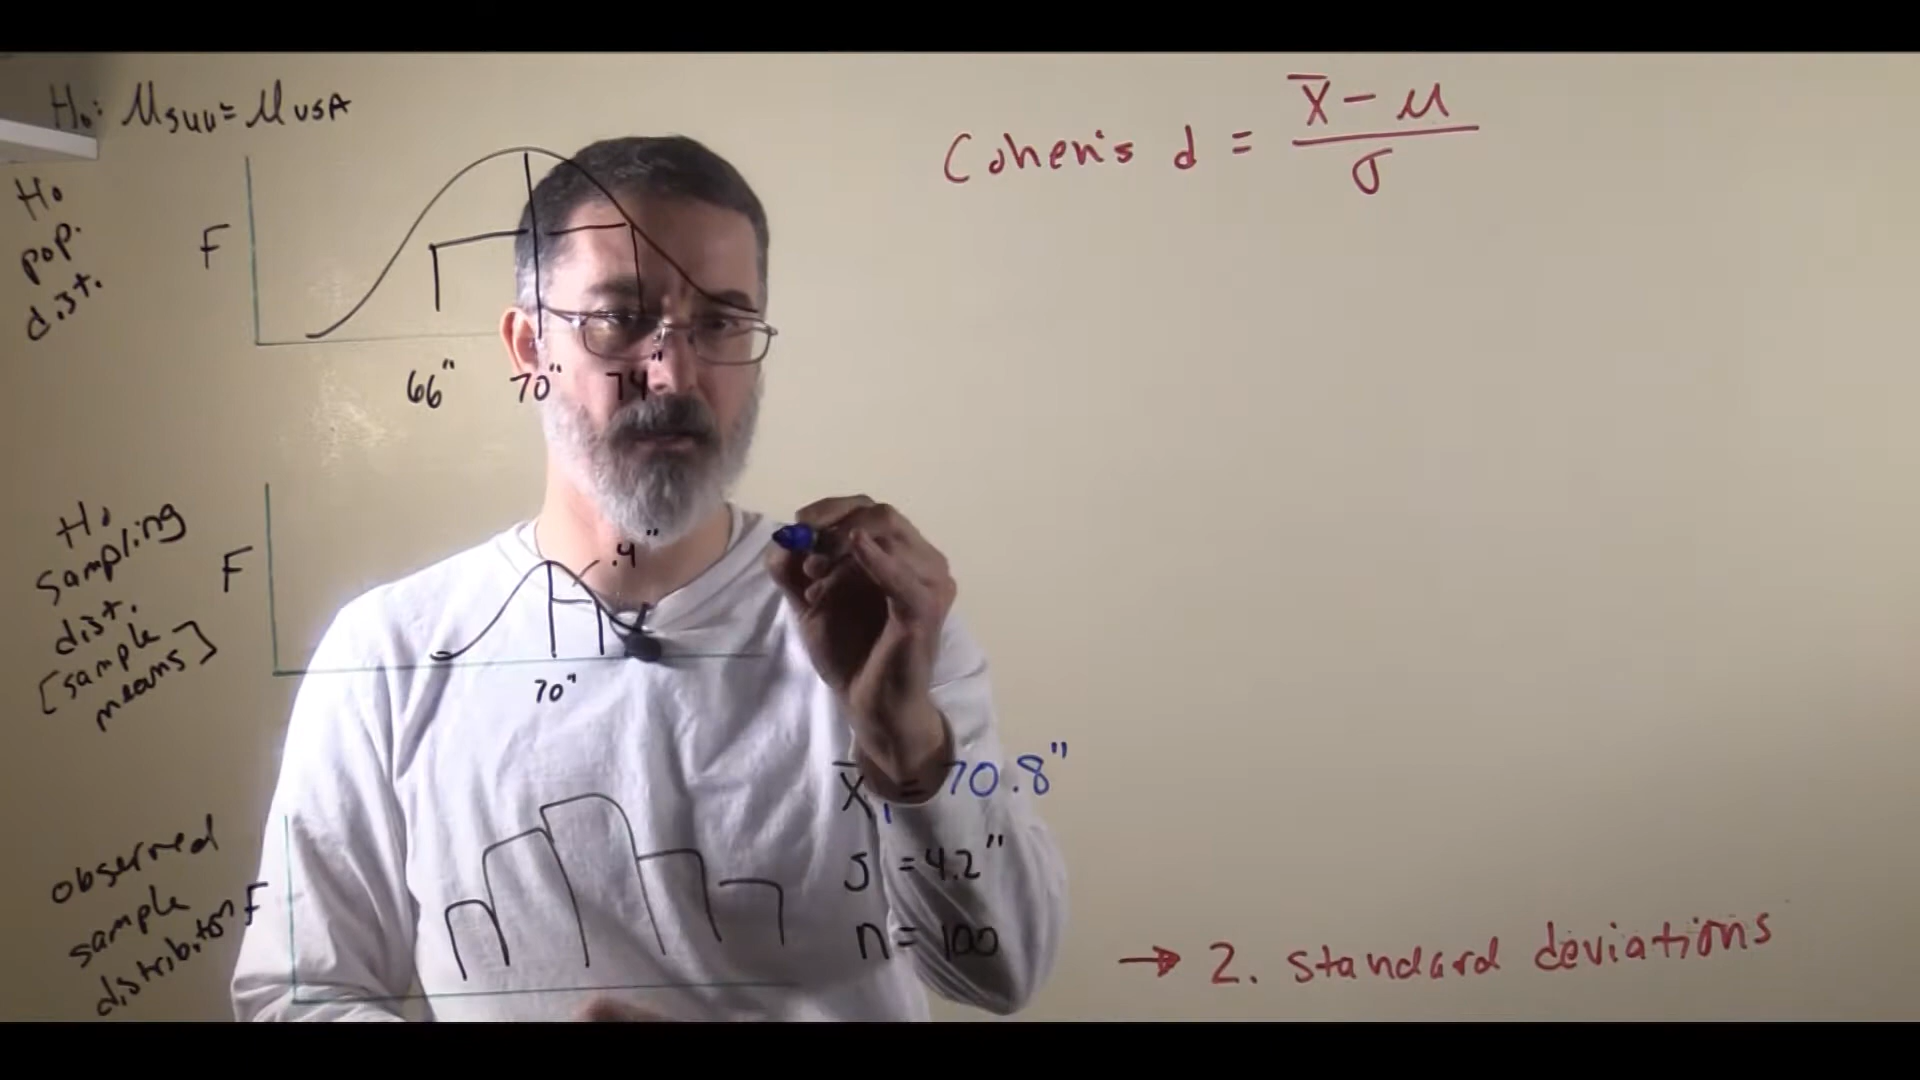 H₀: μSUU = μUSA
H₀
pop.
dist.
F
66" 70" 74"
Cohen's d = x̄ - μ
σ
H₀
sampling
dist.
[sample
means]
F
.4"
70"
observed
sample
distribution
F
x̄₁ = 70.8"
s = 4.2"
n = 100
→ 2. standard deviations